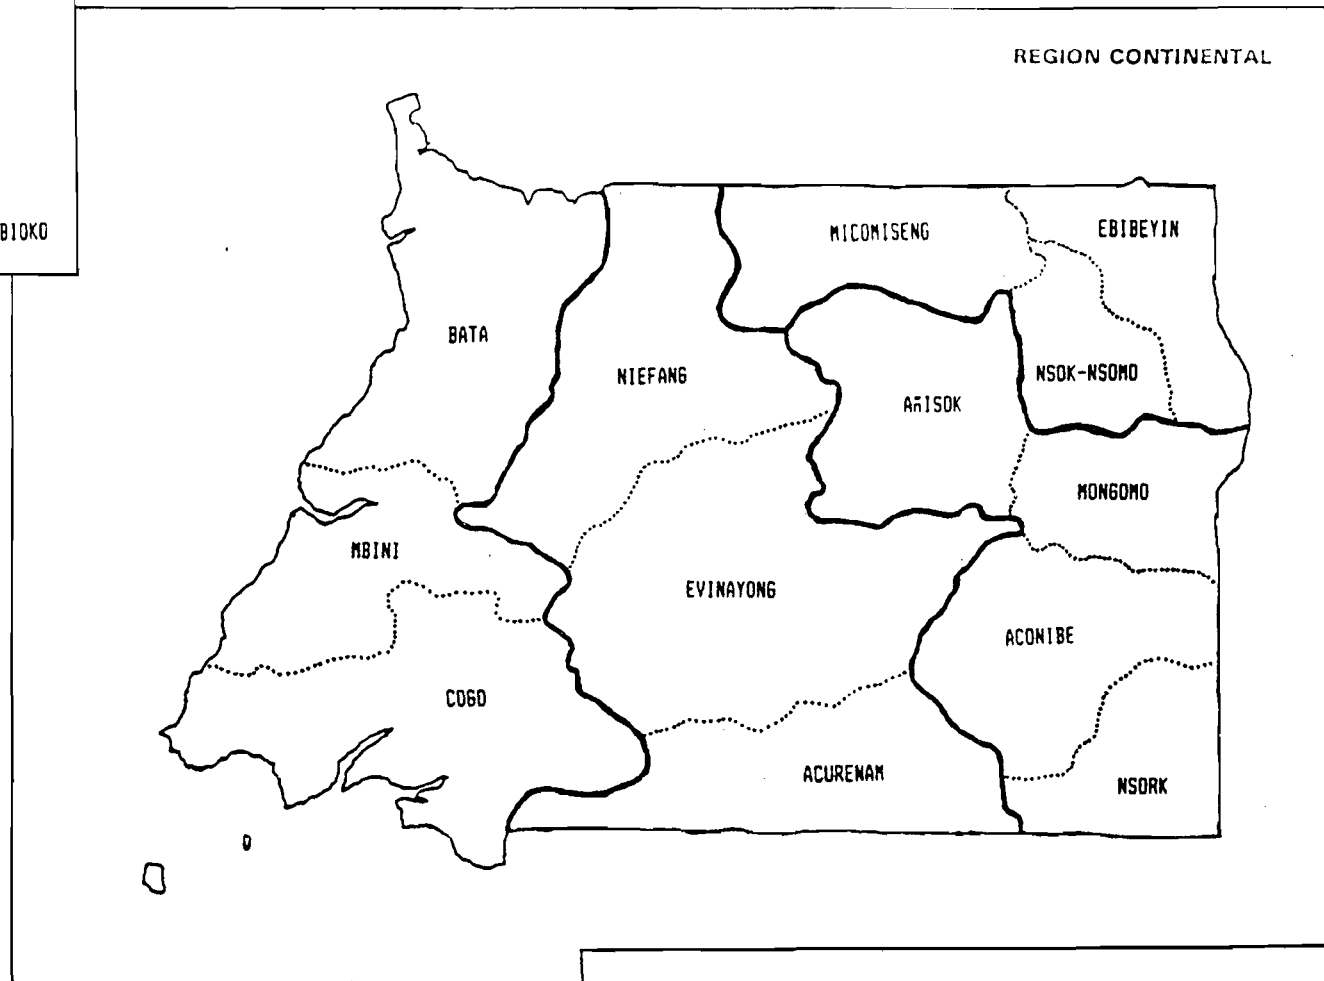 REGION CONTINENTAL
BIOKO
MICOMISENG
EBIBEYIN
BATA
NIEFANG
NSOK-NSOMO
AñISOK
MONGOMO
MBINI
EVINAYONG
ACONIBE
COGO
ACURENAM
NSORK